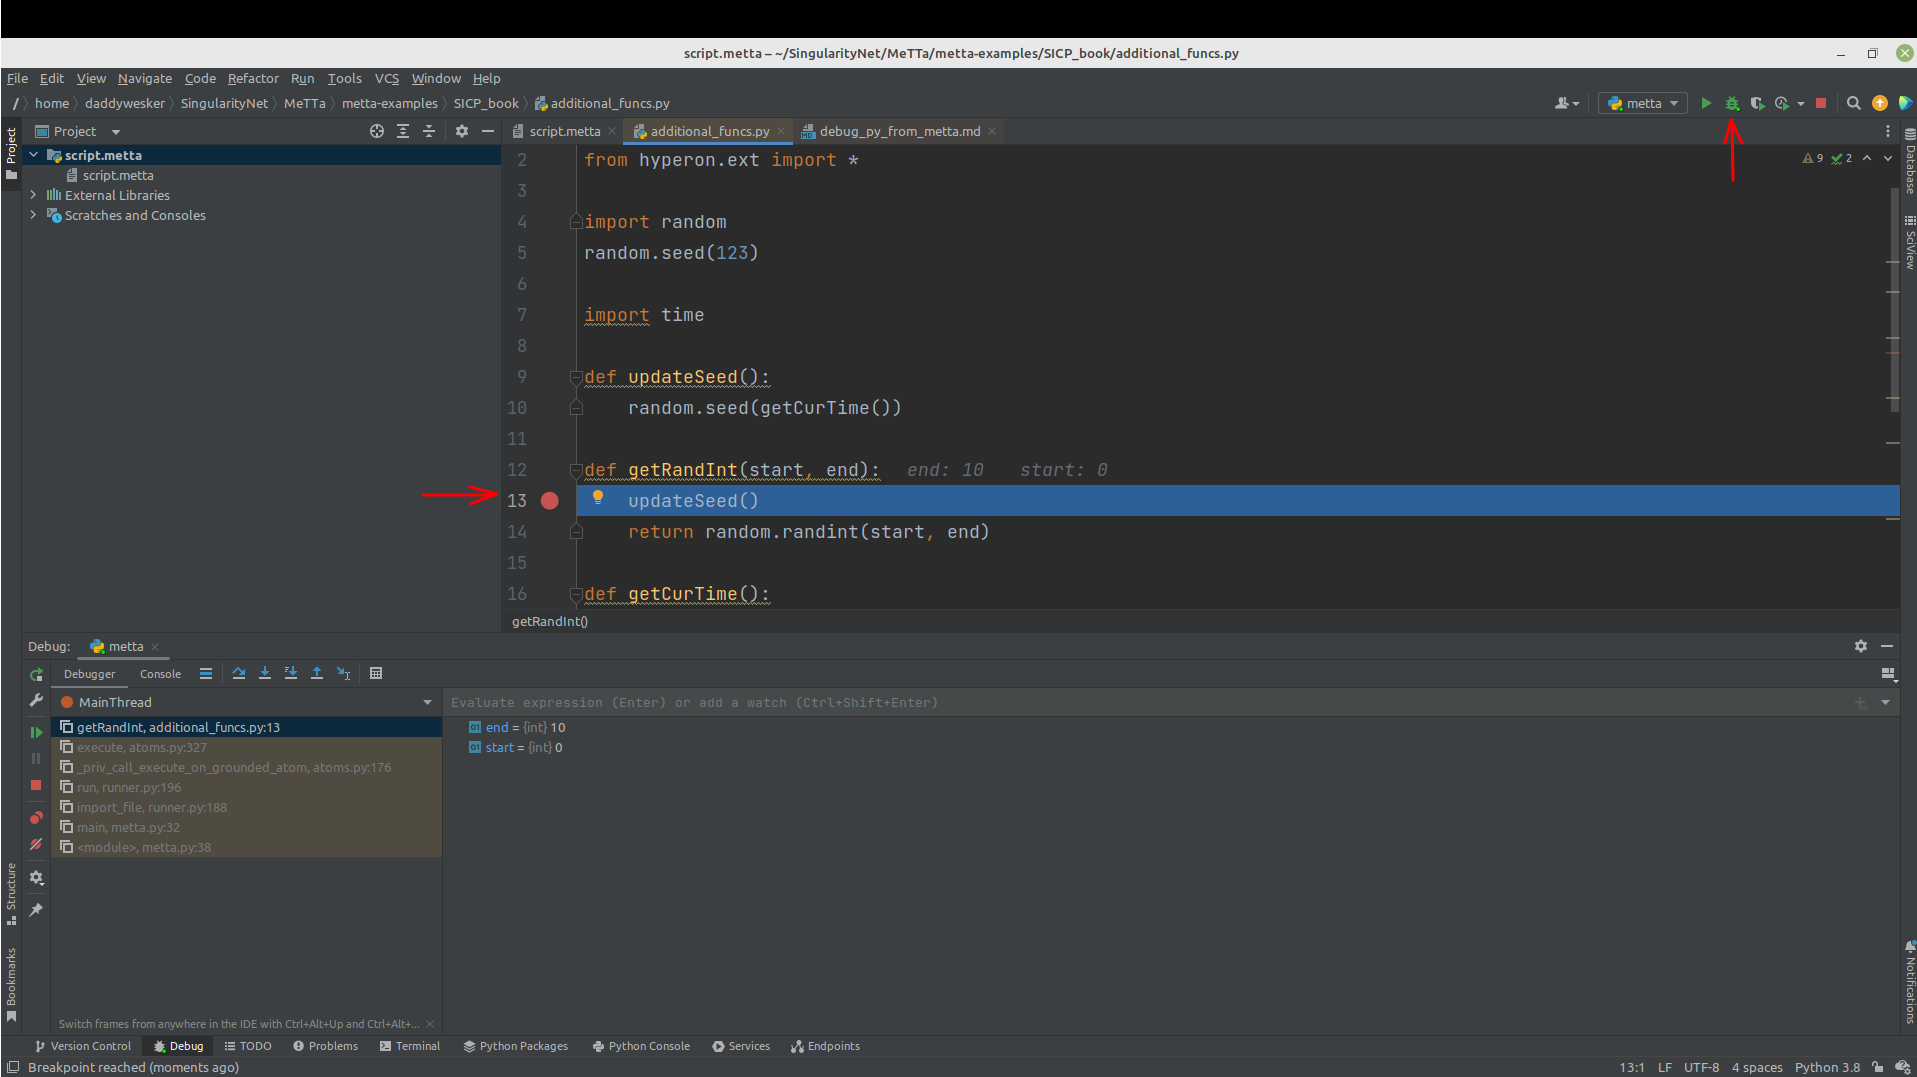 script.metta – ~/SingularityNet/MeTTa/metta-examples/SICP_book/additional_funcs.py
File Edit View Navigate Code Refactor Run Tools VCS Window Help
/ home daddywesker SingularityNet MeTTa metta-examples SICP_book additional_funcs.py
metta
Project
Project
script.metta
script.metta
External Libraries
Scratches and Consoles
script.metta additional_funcs.py debug_py_from_metta.md
9 2
2 from hyperon.ext import *
3
4 import random
5 random.seed(123)
6
7 import time
8
9 def updateSeed():
10 random.seed(getCurTime())
11
12 def getRandInt(start, end): end: 10 start: 0
13 updateSeed()
14 return random.randint(start, end)
15
16 def getCurTime():
getRandInt()
Database
SciView
Debug: metta
Debugger Console
MainThread
Evaluate expression (Enter) or add a watch (Ctrl+Shift+Enter)
getRandInt, additional_funcs.py:13
execute, atoms.py:327
_priv_call_execute_on_grounded_atom, atoms.py:176
run, runner.py:196
import_file, runner.py:188
main, metta.py:32
<module>, metta.py:38
01 end = {int} 10
01 start = {int} 0
Structure
Bookmarks
Notifications
Switch frames from anywhere in the IDE with Ctrl+Alt+Up and Ctrl+Alt+...
Version Control Debug TODO Problems Terminal Python Packages Python Console Services Endpoints
Breakpoint reached (moments ago)
13:1 LF UTF-8 4 spaces Python 3.8